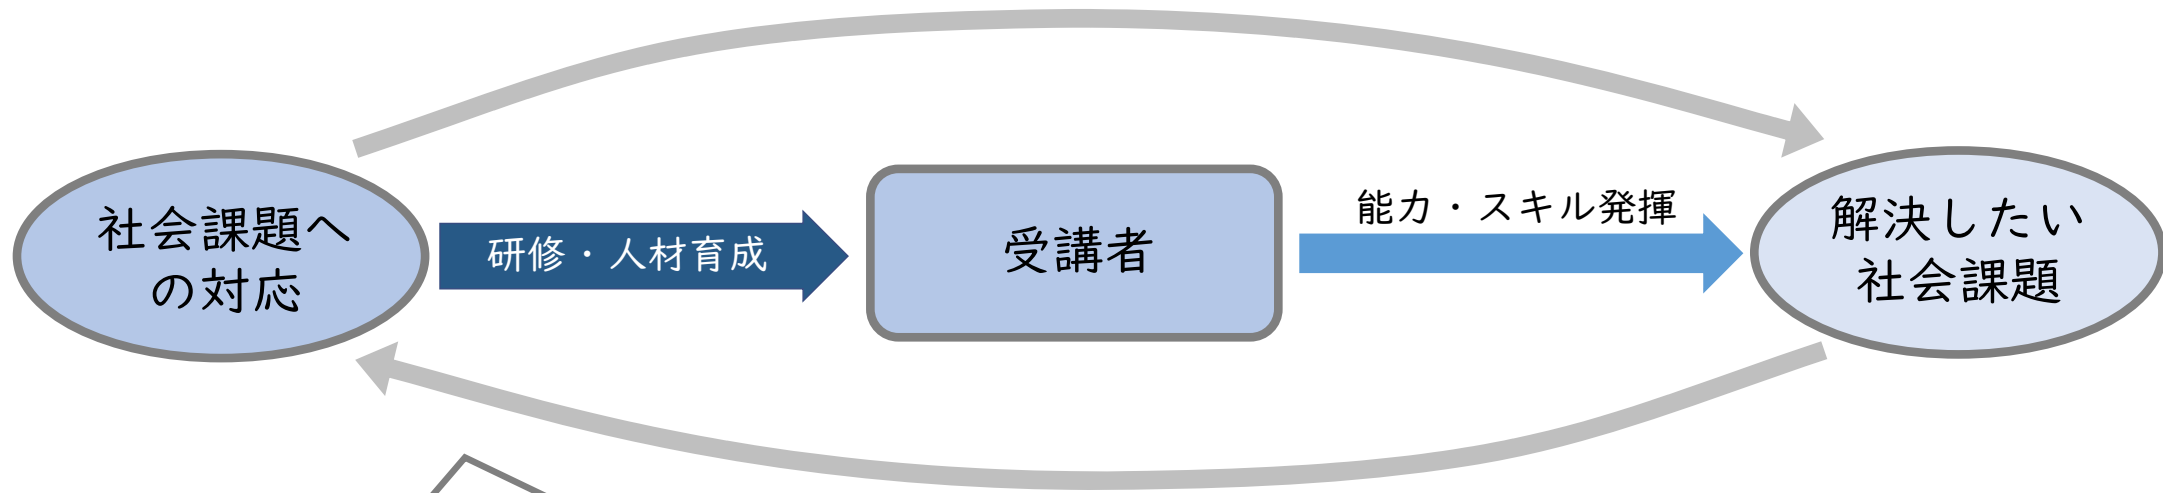 社会課題へ
の対応
研修・人材育成
受講者
能力・スキル発揮
解決したい
社会課題